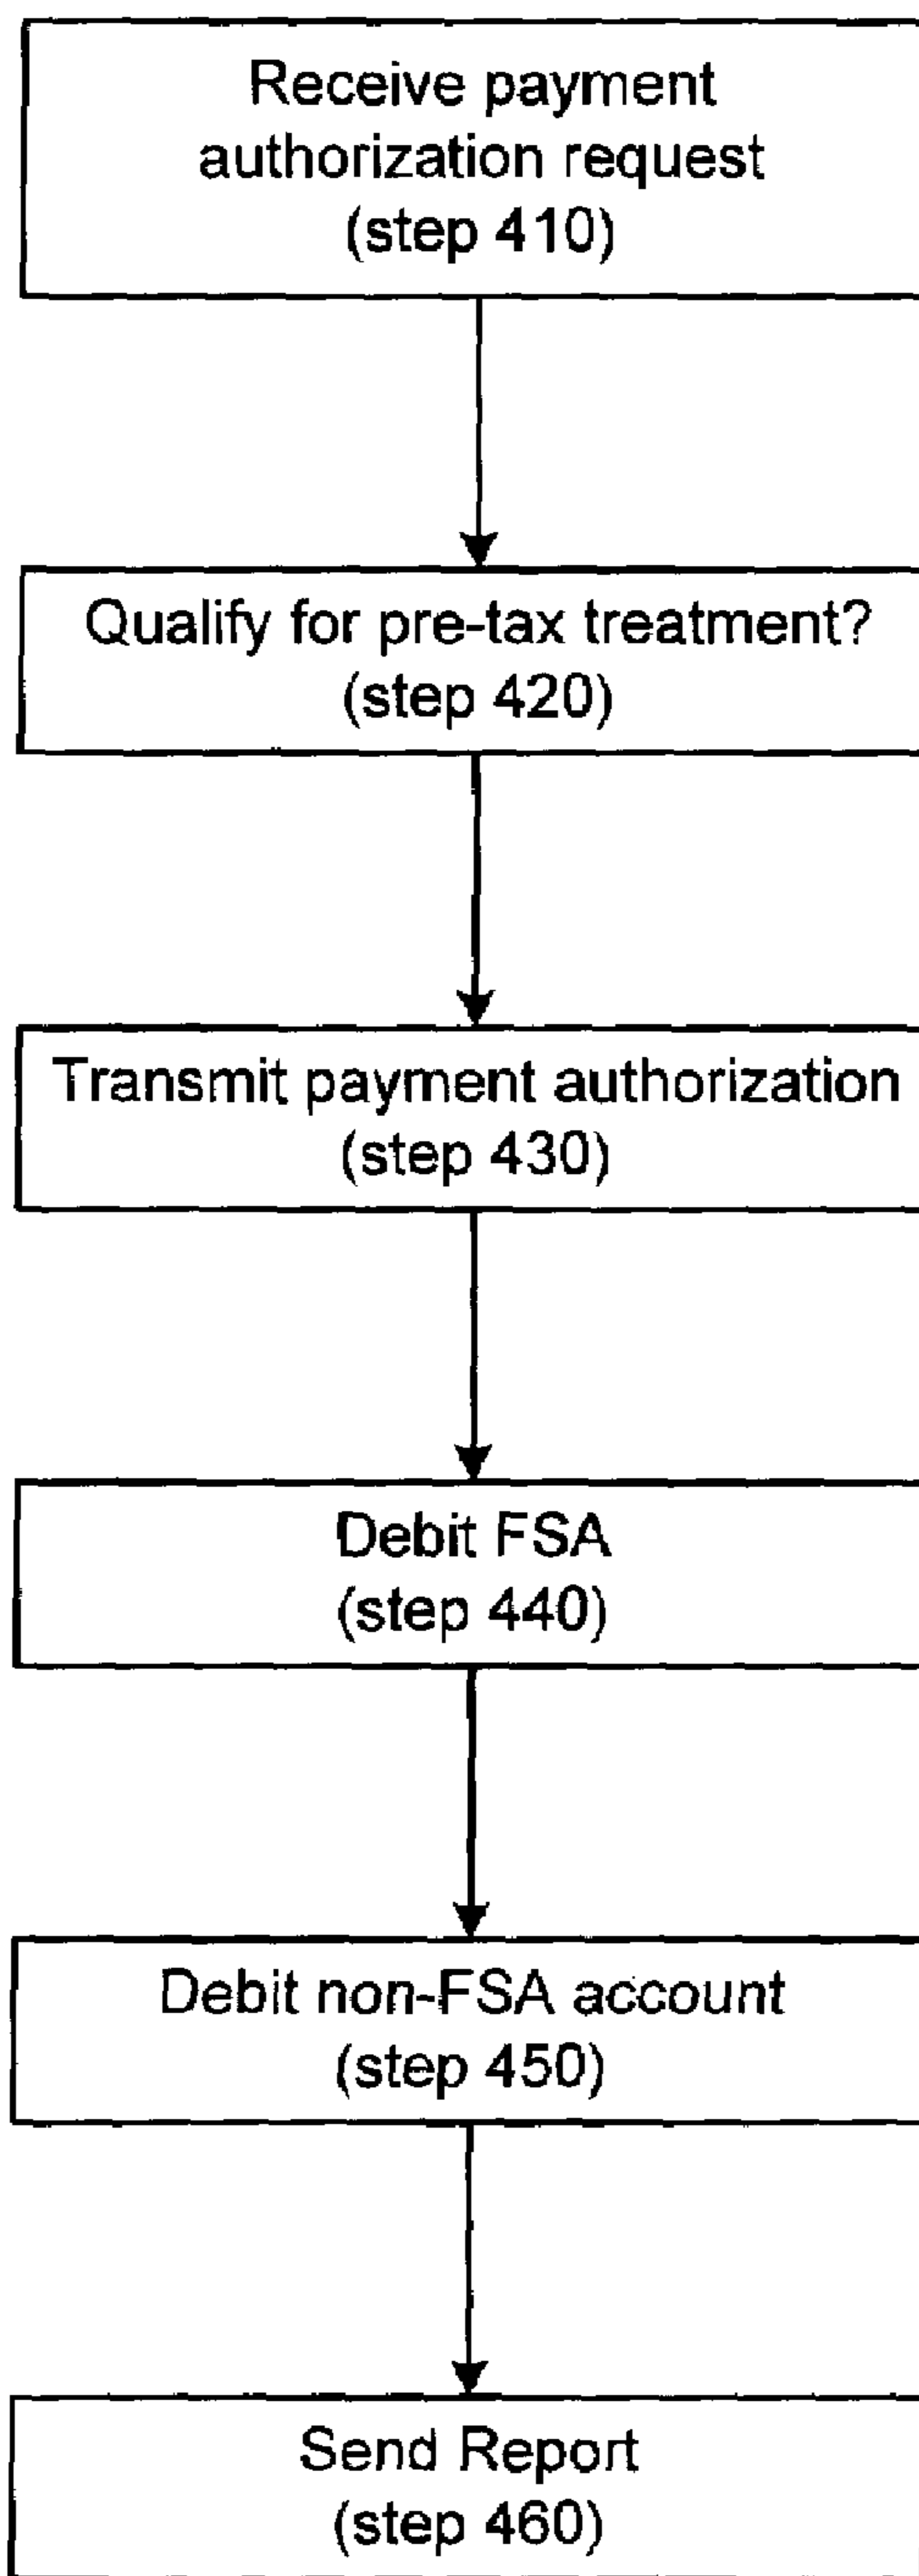 Receive payment
authorization request
(step 410)
Qualify for pre-tax treatment?
(step 420)
Transmit payment authorization
(step 430)
Debit FSA
(step 440)
Debit non-FSA account
(step 450)
Send Report
(step 460)